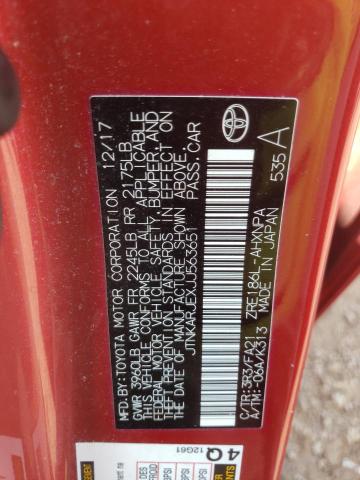 MFD.BY:TOYOTA MOTOR CORPORATION 12/17
GVWR 3960LB GAWR FR 2245LB RR 2175LB
THIS VEHICLE CONFORMS TO ALL APPLICABLE
FEDERAL MOTOR VEHICLE SAFETY, BUMPER, AND
THEFT PREVENTION STANDARDS IN EFFECT ON
THE DATE OF MANUFACTURE SHOWN ABOVE.
JTNKARJEXJJ563651 PASS.CAR
ZRE186L-AHXNPA
C/TR:3R3/FA21
A/TM:-06A/K313 MADE IN JAPAN
535 A
4Q
12G61